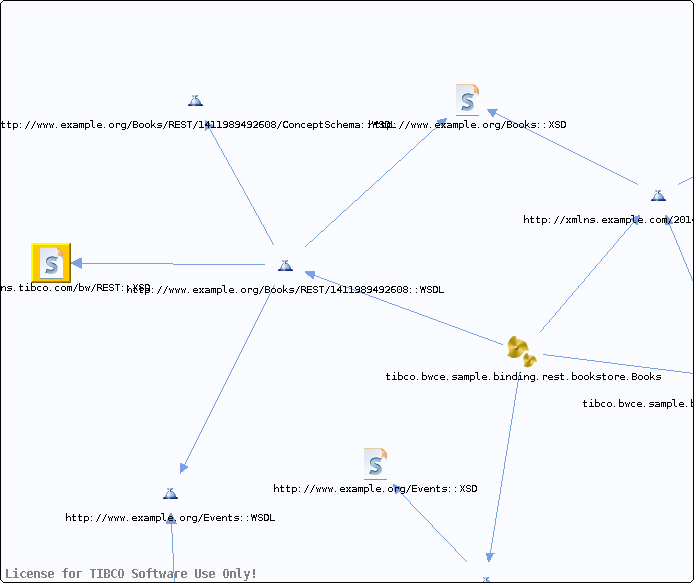 ttp://www.example.org/Books/REST/1411989492608/ConceptSchema::WSDL
http://www.example.org/Books::XSD
http://xmlns.example.com/201
ns.tibco.com/bw/REST::XSD
http://www.example.org/Books/REST/1411989492608::WSDL
tibco.bwce.sample.binding.rest.bookstore.Books
tibco.bwce.sample.b
http://www.example.org/Events::XSD
http://www.example.org/Events::WSDL
License for TIBCO Software Use Only!